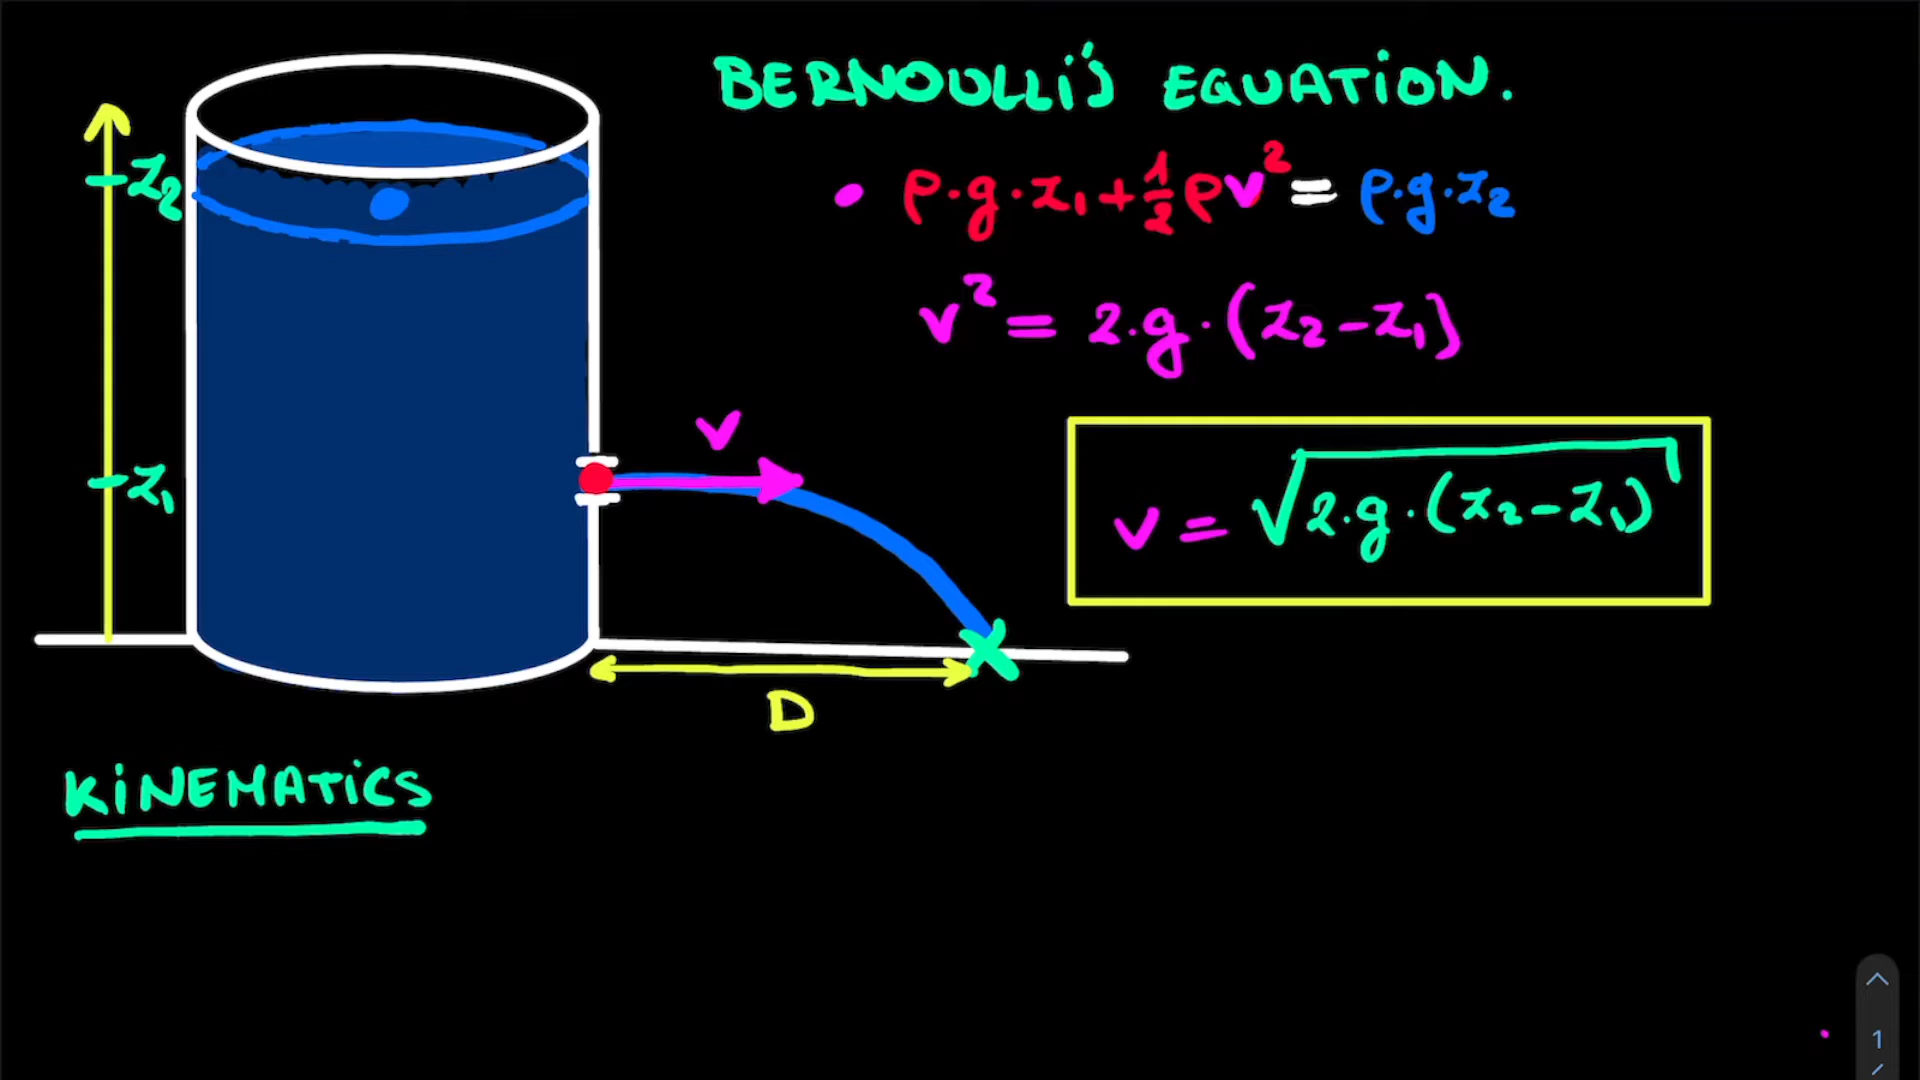 BERNOULLI'S EQUATION.
z₂
• ρ·g·z₁+½ρv²=ρ·g·z₂
v²=2·g·(z₂-z₁)
v
z₁
v=√2·g·(z₂-z₁)
D
KiNEMATiCS
1